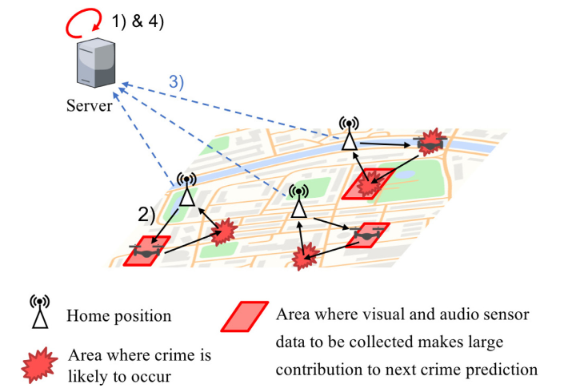 1) & 4)
Server
3)
2)
Home position
Area where crime is
likely to occur
Area where visual and audio sensor
data to be collected makes large
contribution to next crime prediction